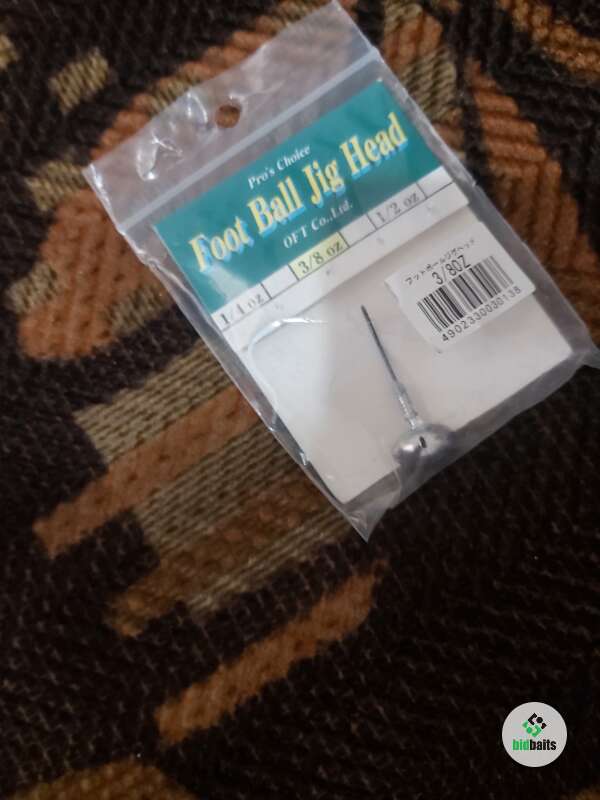 Pro's Choice
Foot Ball Jig Head
OFT Co.,Ltd.
1/4 oz 3/8 oz 1/2 oz
フットボールジグヘッド
3/8OZ
4902330030138
bidbaits